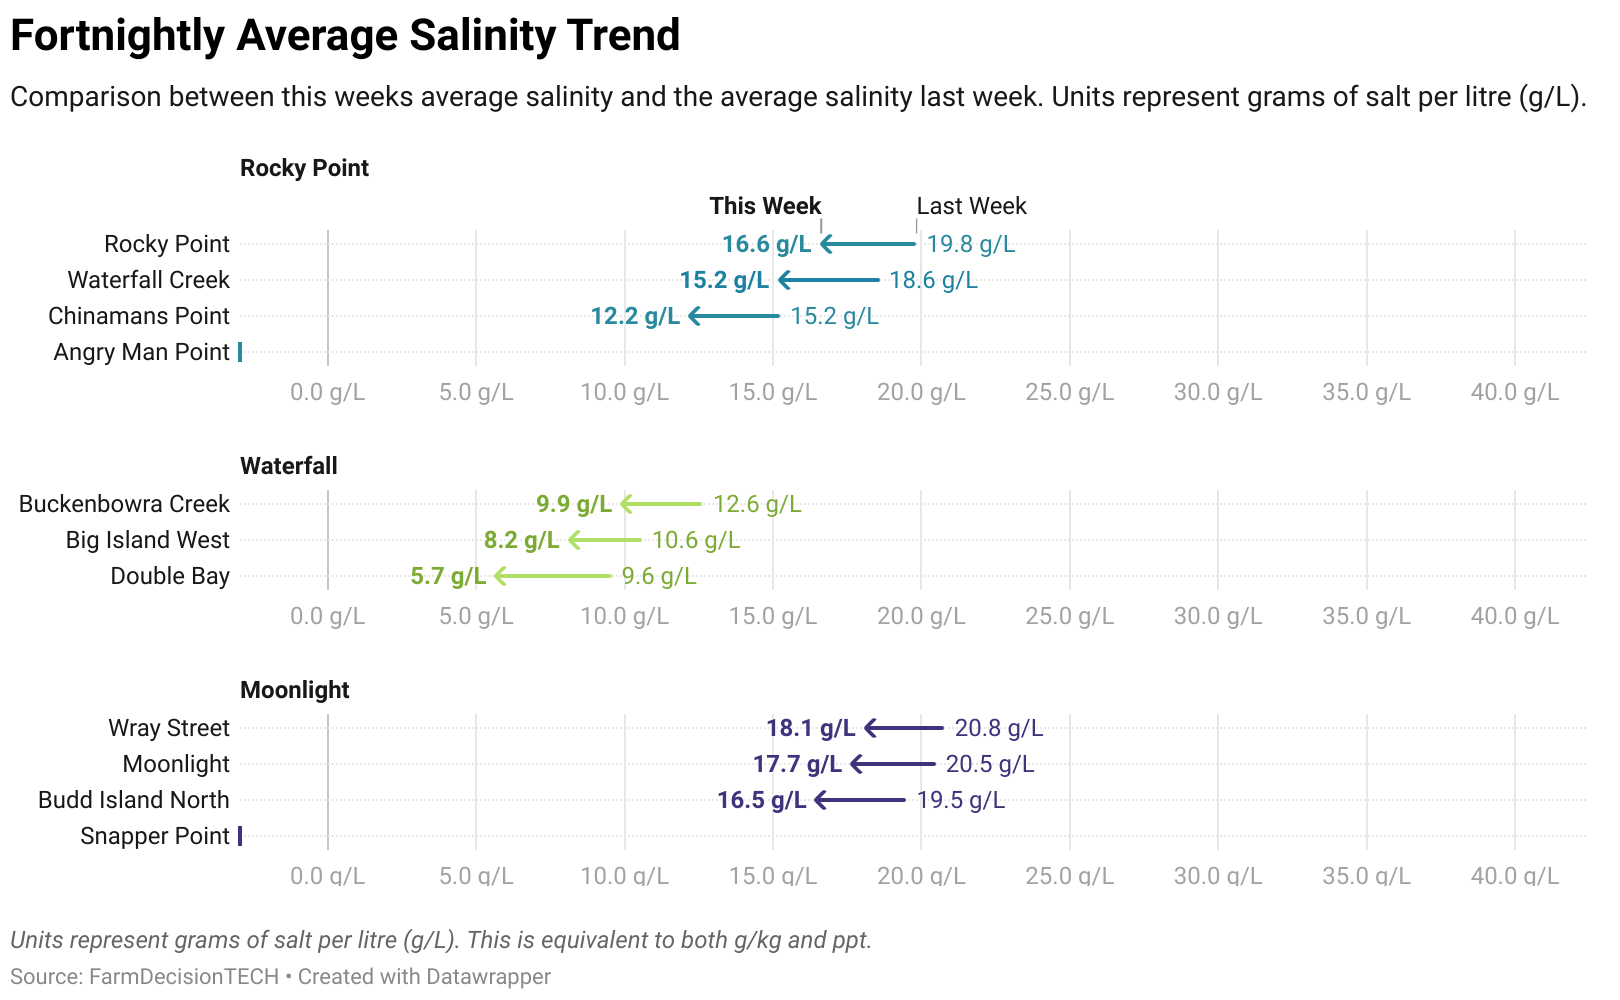 Fortnightly Average Salinity Trend
Comparison between this weeks average salinity and the average salinity last week. Units represent grams of salt per litre (g/L).
Rocky Point
This Week Last Week
Rocky Point 16.6 g/L 19.8 g/L
Waterfall Creek 15.2 g/L 18.6 g/L
Chinamans Point 12.2 g/L 15.2 g/L
Angry Man Point
0.0 g/L 5.0 g/L 10.0 g/L 15.0 g/L 20.0 g/L 25.0 g/L 30.0 g/L 35.0 g/L 40.0 g/L
Waterfall
Buckenbowra Creek 9.9 g/L 12.6 g/L
Big Island West 8.2 g/L 10.6 g/L
Double Bay 5.7 g/L 9.6 g/L
0.0 g/L 5.0 g/L 10.0 g/L 15.0 g/L 20.0 g/L 25.0 g/L 30.0 g/L 35.0 g/L 40.0 g/L
Moonlight
Wray Street 18.1 g/L 20.8 g/L
Moonlight 17.7 g/L 20.5 g/L
Budd Island North 16.5 g/L 19.5 g/L
Snapper Point
0.0 g/L 5.0 g/L 10.0 g/L 15.0 g/L 20.0 g/L 25.0 g/L 30.0 g/L 35.0 g/L 40.0 g/L
Units represent grams of salt per litre (g/L). This is equivalent to both g/kg and ppt.
Source: FarmDecisionTECH • Created with Datawrapper